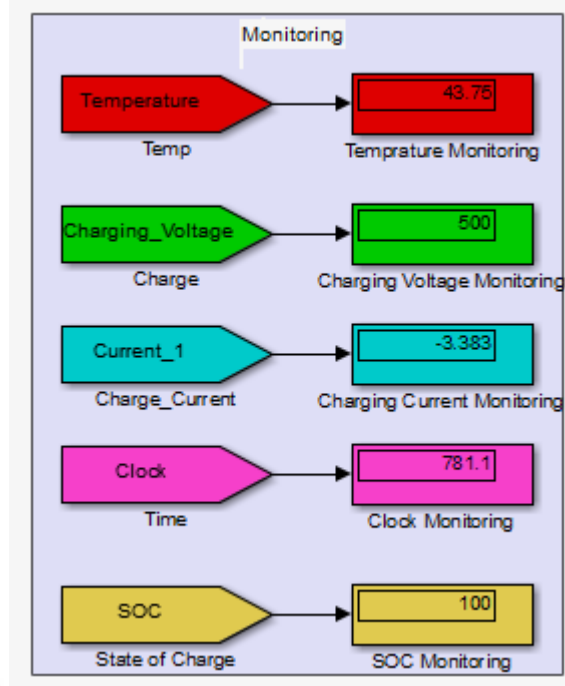 Monitoring
Temperature
43.75
Temp
Temprature Monitoring
Charging_Voltage
500
Charge
Charging Voltage Monitoring
Current_1
-3.383
Charge_Current
Charging Current Monitoring
Clock
781.1
Time
Clock Monitoring
SOC
100
State of Charge
SOC Monitoring